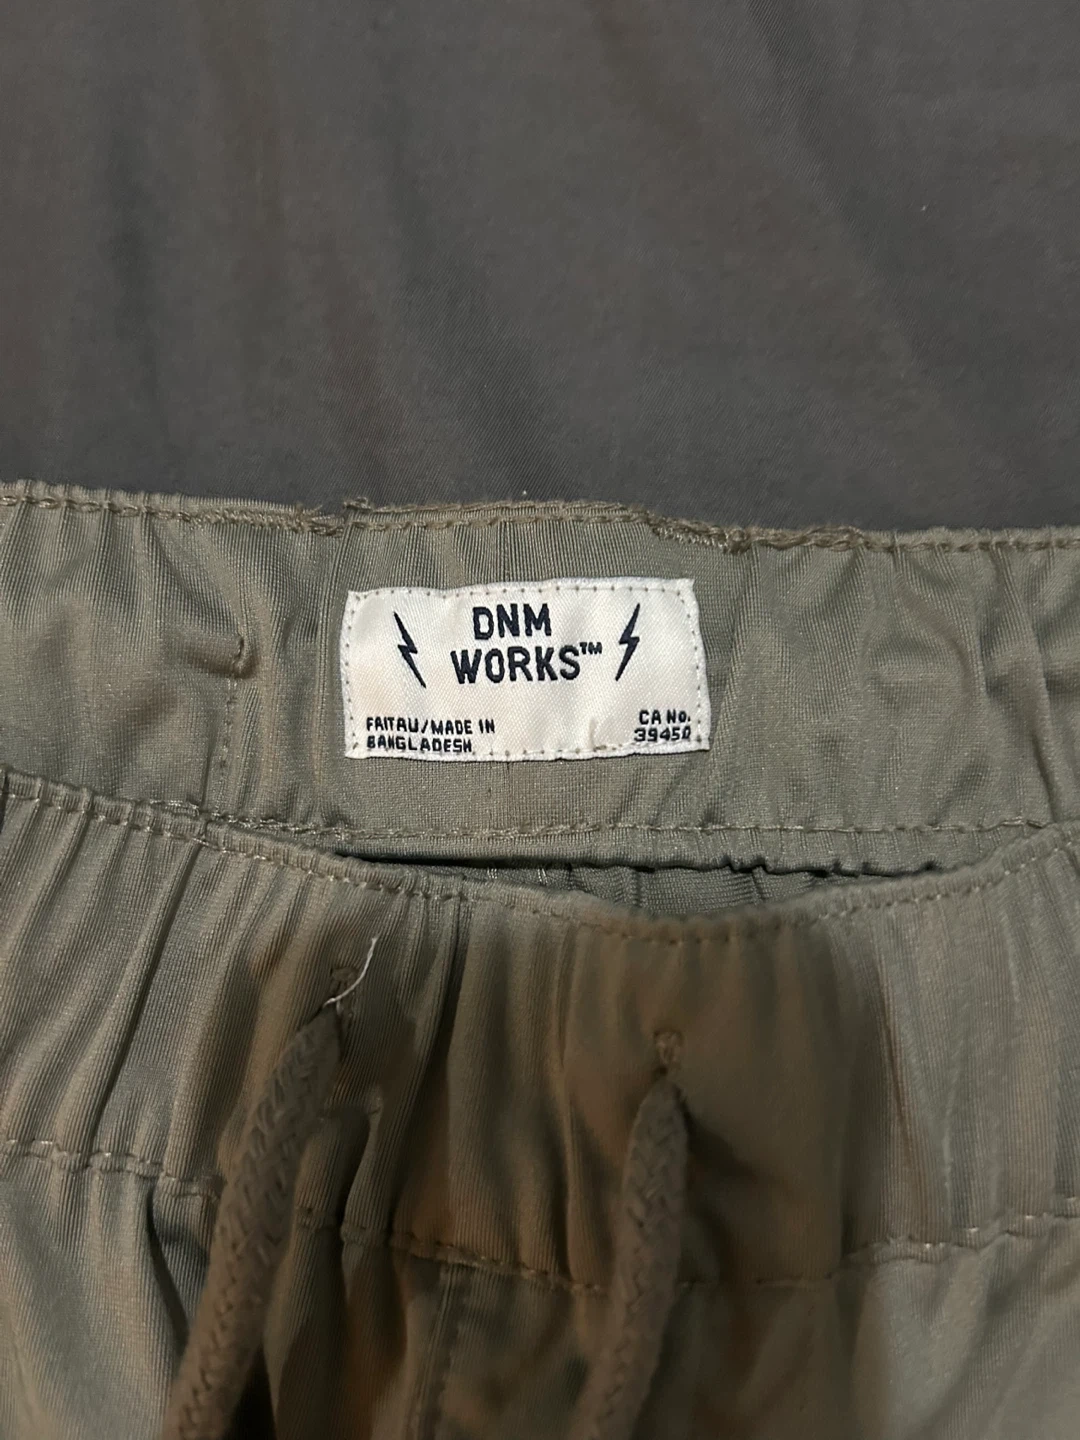 DNM
WORKS™
FAITAU/MADE IN
BANGLADESH
CA No.
39450